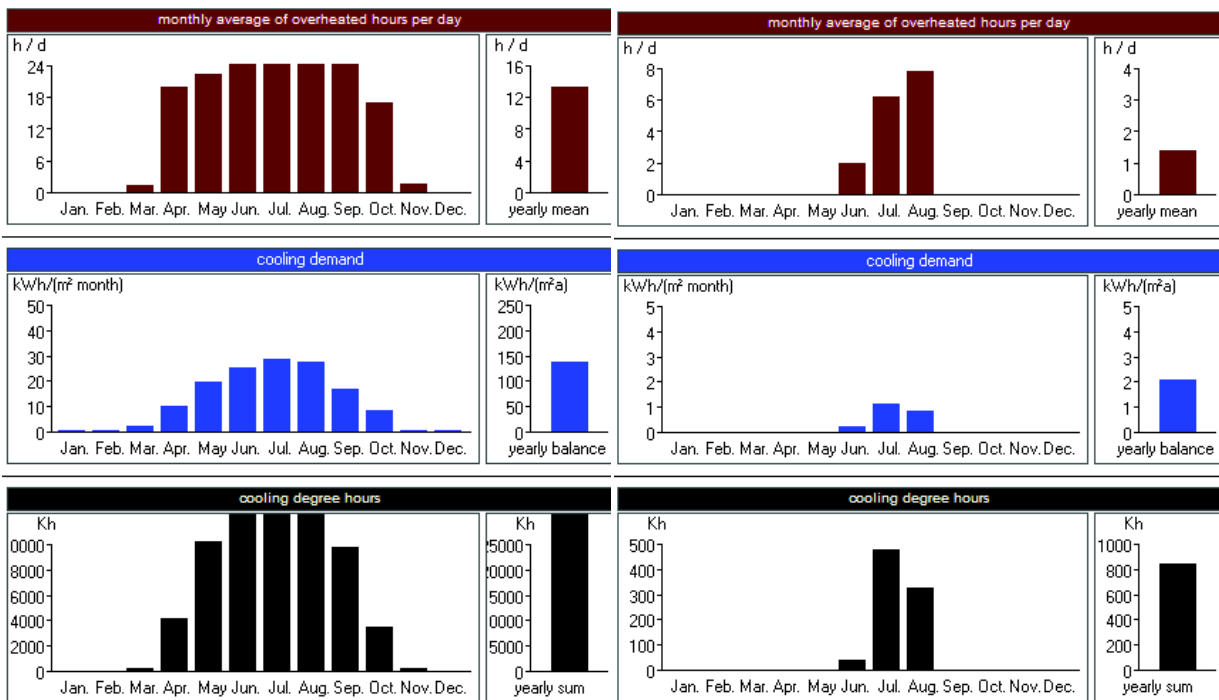 monthly average of overheated hours per day
h / d
24
18
12
6
0
Jan. Feb. Mar. Apr. May Jun. Jul. Aug. Sep. Oct. Nov. Dec.
h / d
16
12
8
4
0
yearly mean
monthly average of overheated hours per day
h / d
8
6
4
2
0
Jan. Feb. Mar. Apr. May Jun. Jul. Aug. Sep. Oct. Nov. Dec.
h / d
4
3
2
1
0
yearly mean
cooling demand
kWh/(m² month)
50
40
30
20
10
0
Jan. Feb. Mar. Apr. May Jun. Jul. Aug. Sep. Oct. Nov. Dec.
kWh/(m²a)
250
200
150
100
50
0
yearly balance
cooling demand
kWh/(m² month)
5
4
3
2
1
0
Jan. Feb. Mar. Apr. May Jun. Jul. Aug. Sep. Oct. Nov. Dec.
kWh/(m²a)
5
4
3
2
1
0
yearly balance
cooling degree hours
Kh
0000
8000
6000
4000
2000
0
Jan. Feb. Mar. Apr. May Jun. Jul. Aug. Sep. Oct. Nov. Dec.
Kh
25000
20000
5000
0000
5000
0
yearly sum
cooling degree hours
Kh
500
400
300
200
100
0
Jan. Feb. Mar. Apr. May Jun. Jul. Aug. Sep. Oct. Nov. Dec.
Kh
1000
800
600
400
200
0
yearly sum